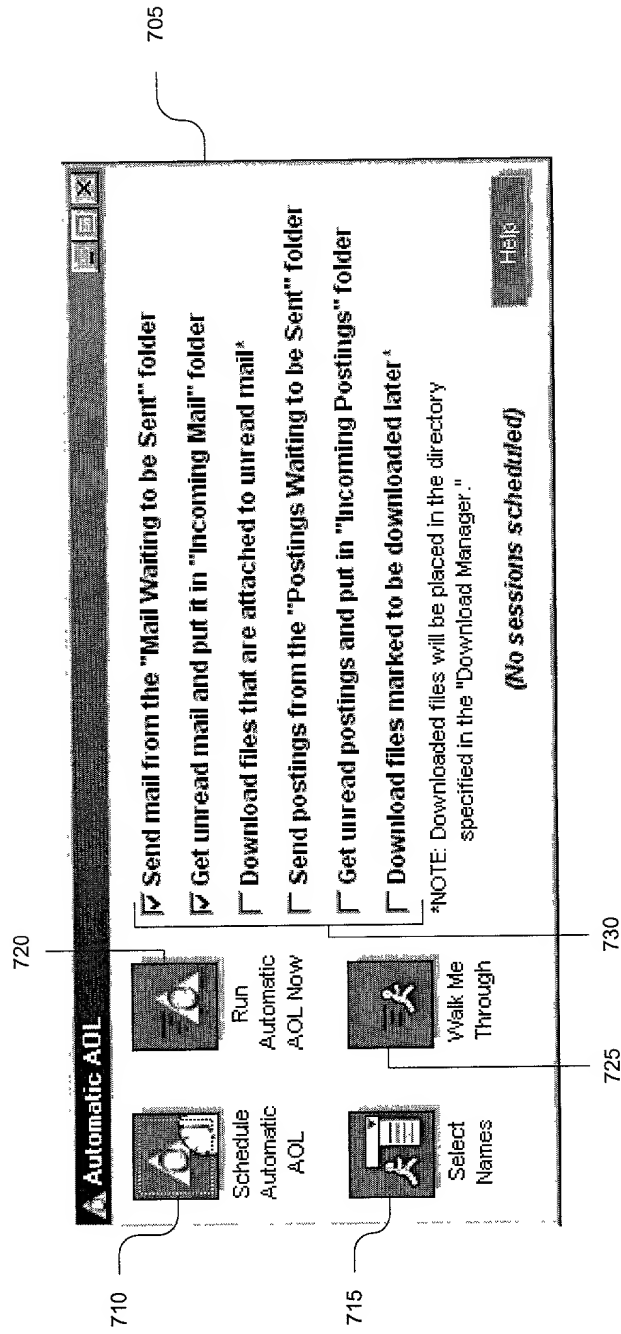 Automatic AOL
Schedule
Automatic
AOL
Run
Automatic
AOL Now
Select
Names
Walk Me
Through
Send mail from the "Mail Waiting to be Sent" folder
Get unread mail and put it in "Incoming Mail" folder
Download files that are attached to unread mail*
Send postings from the "Postings Waiting to be Sent" folder
Get unread postings and put in "Incoming Postings" folder
Download files marked to be downloaded later*
*NOTE: Downloaded files will be placed in the directory
specified in the "Download Manager."
(No sessions scheduled)
Help
705
710
715
720
725
730